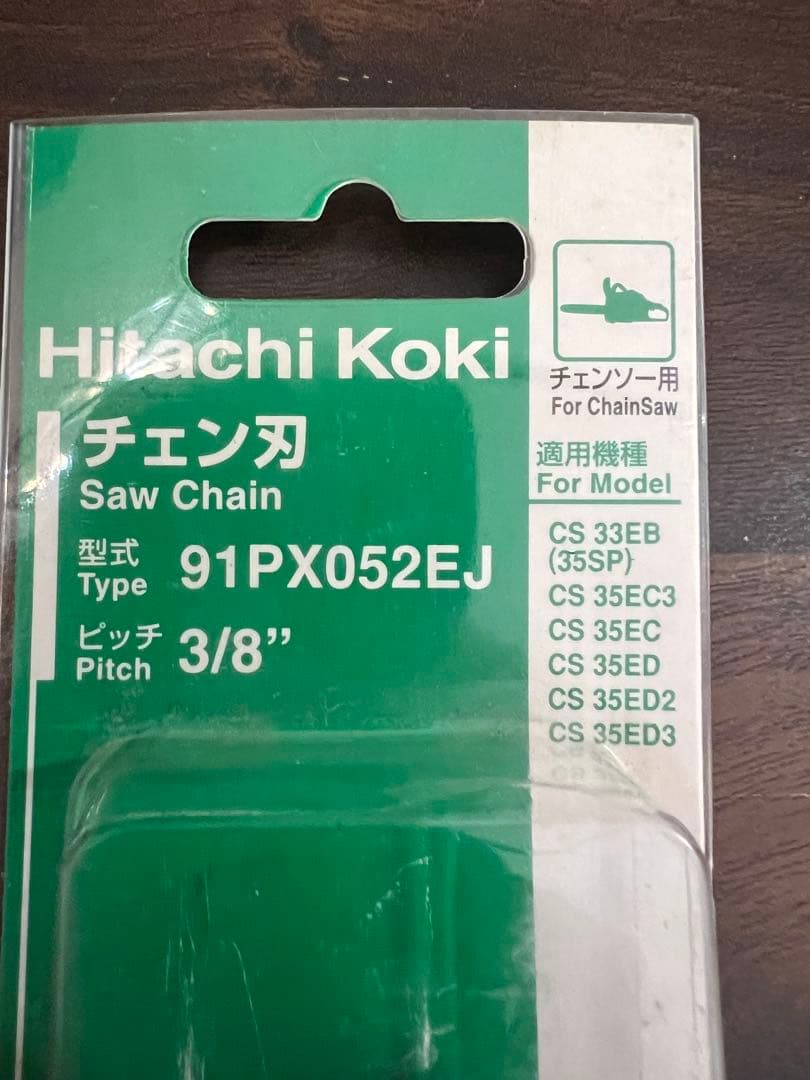 Hitachi Koki
チェン刃
Saw Chain
型式
Type 91PX052EJ
ピッチ
Pitch 3/8”
チェンソー用
For ChainSaw
適用機種
For Model
CS 33EB
(35SP)
CS 35EC3
CS 35EC
CS 35ED
CS 35ED2
CS 35ED3